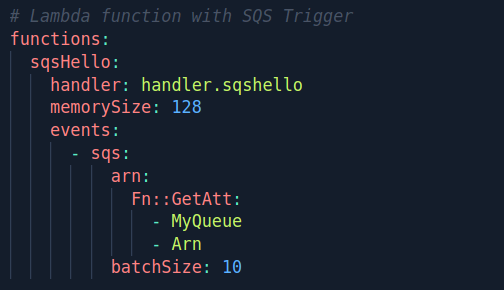 # Lambda function with SQS Trigger
functions:
  sqsHello:
    handler: handler.sqshello
    memorySize: 128
    events:
      - sqs:
          arn:
            Fn::GetAtt:
              - MyQueue
              - Arn
          batchSize: 10